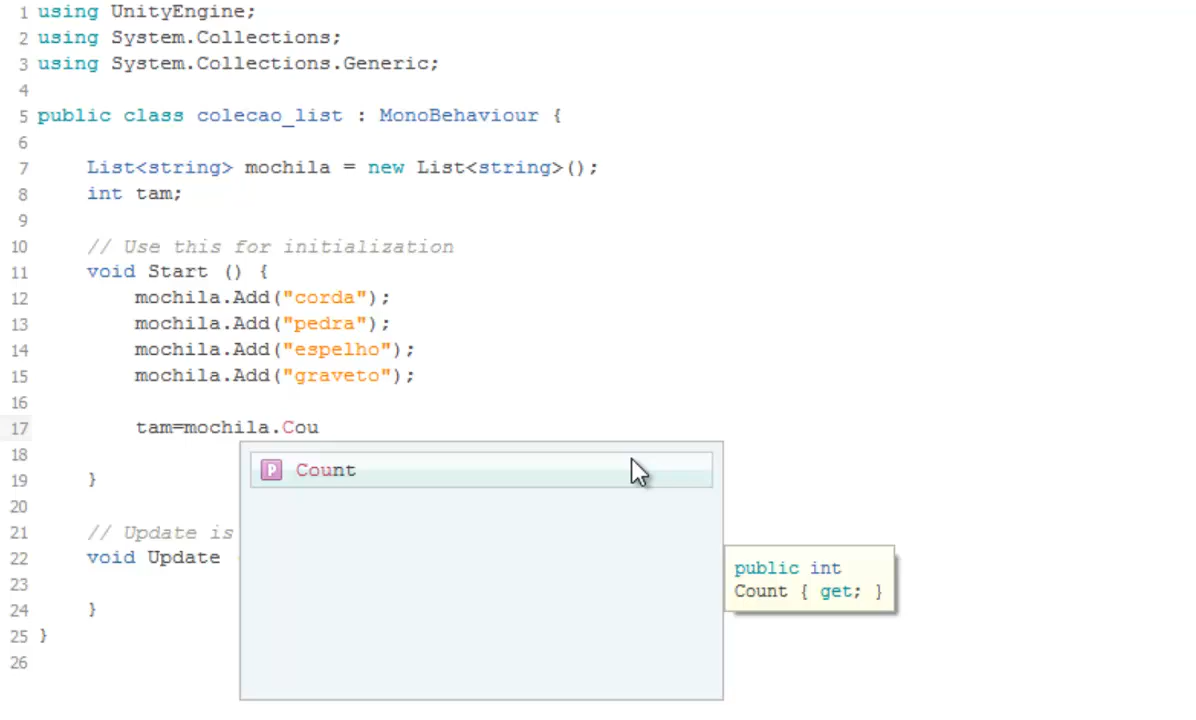 1 using UnityEngine;
2 using System.Collections;
3 using System.Collections.Generic;
4
5 public class colecao_list : MonoBehaviour {
6
7 List<string> mochila = new List<string>();
8 int tam;
9
10 // Use this for initialization
11 void Start () {
12 mochila.Add("corda");
13 mochila.Add("pedra");
14 mochila.Add("espelho");
15 mochila.Add("graveto");
16
17 tam=mochila.Cou
18
P Count
19 }
20
21 // Update is
22 void Update
public int
Count { get; }
23
24 }
25 }
26